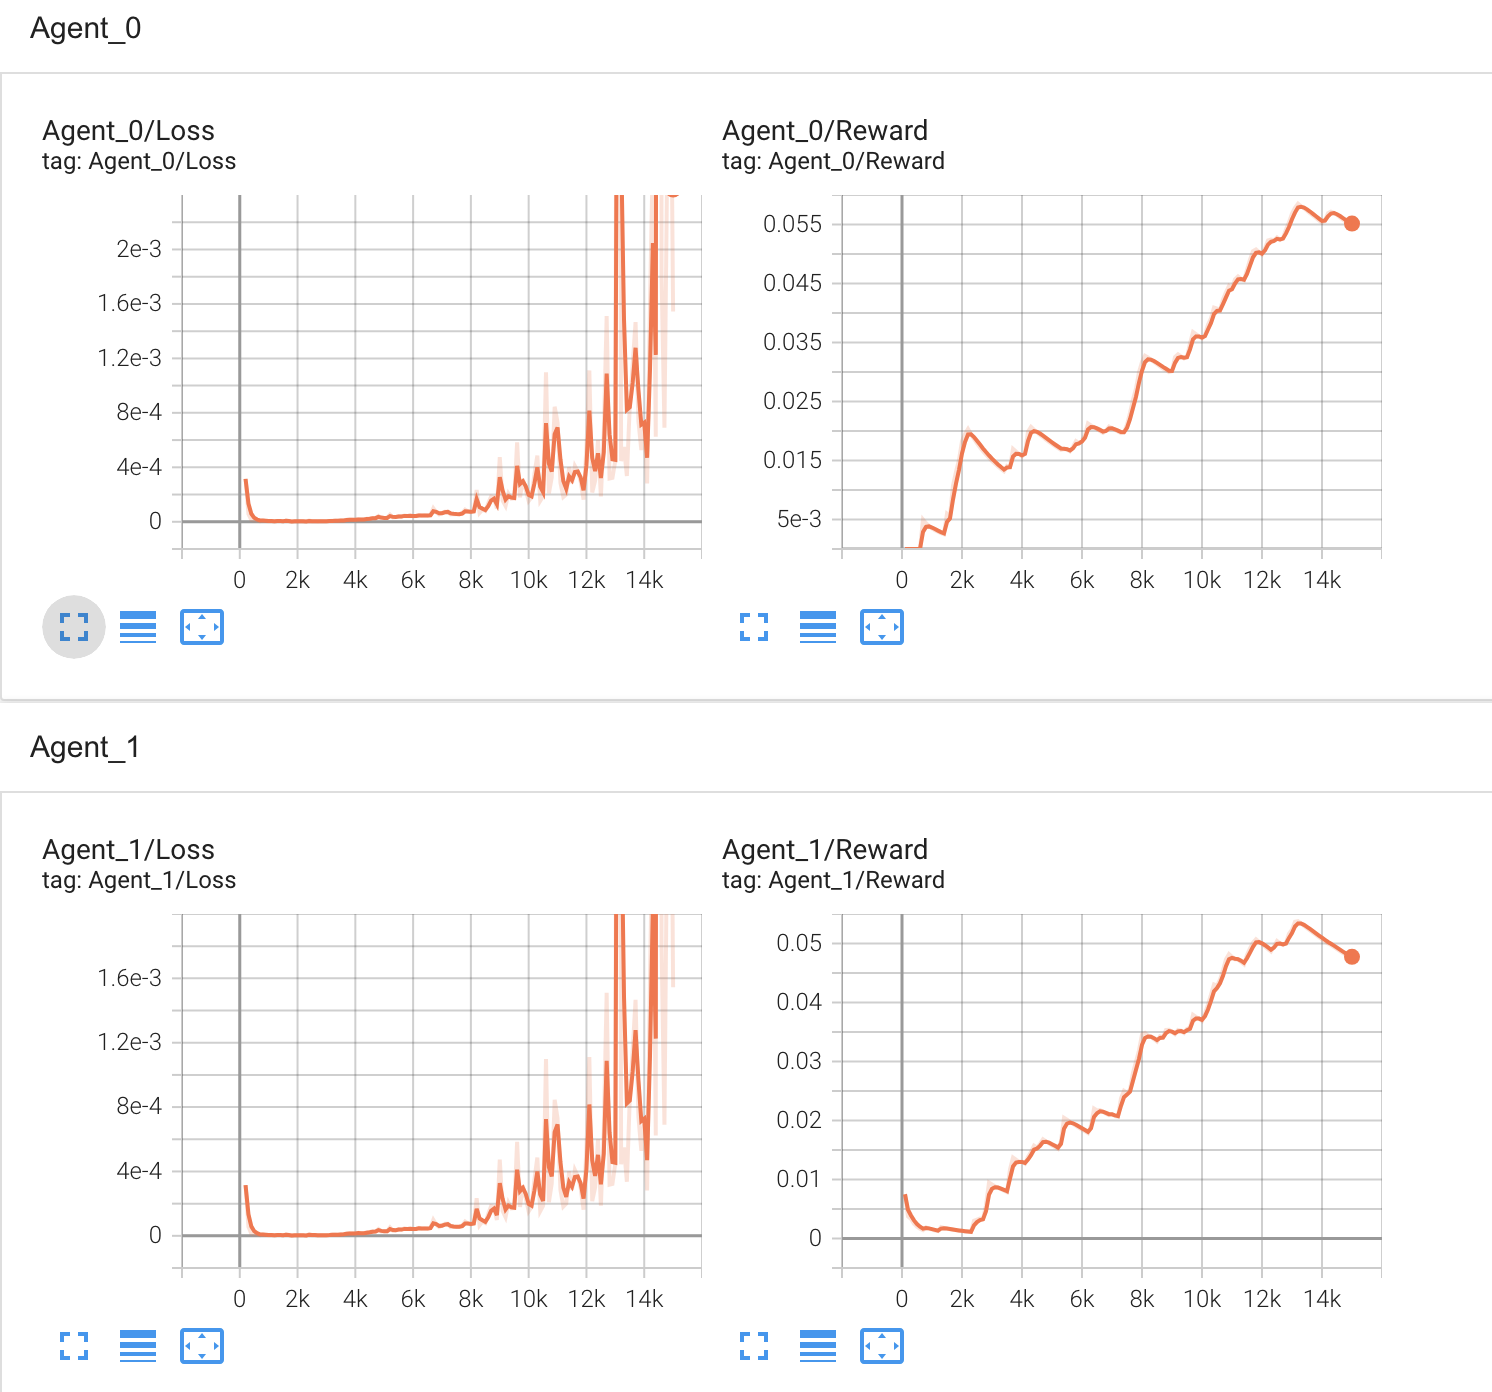 Agent_0
Agent_0/Loss
tag: Agent_0/Loss
2e-3
1.6e-3
1.2e-3
8e-4
4e-4
0
0 2k 4k 6k 8k 10k 12k 14k
Agent_0/Reward
tag: Agent_0/Reward
0.055
0.045
0.035
0.025
0.015
5e-3
0 2k 4k 6k 8k 10k 12k 14k
Agent_1
Agent_1/Loss
tag: Agent_1/Loss
1.6e-3
1.2e-3
8e-4
4e-4
0
0 2k 4k 6k 8k 10k 12k 14k
Agent_1/Reward
tag: Agent_1/Reward
0.05
0.04
0.03
0.02
0.01
0
0 2k 4k 6k 8k 10k 12k 14k